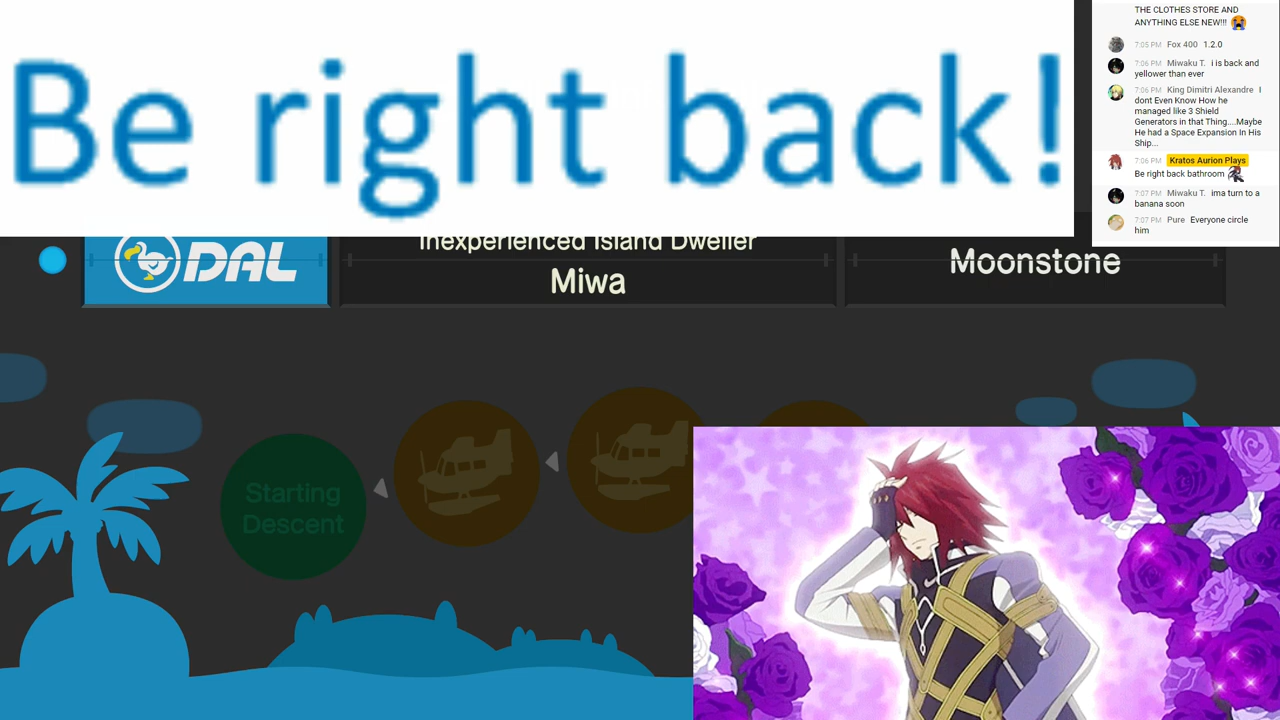 Be right back!
THE CLOTHES STORE AND
ANYTHING ELSE NEW!!!
7:05 PM Fox 400 1.2.0
7:06 PM Miwaku T. i is back and
yellower than ever
7:06 PM King Dimitri Alexandre I
dont Even Know How he
managed like 3 Shield
Generators in that Thing....Maybe
He had a Space Expansion In His
Ship...
7:06 PM Kratos Aurion Plays
Be right back bathroom
7:07 PM Miwaku T. ima turn to a
banana soon
7:07 PM Pure Everyone circle
him
DAL
Inexperienced Island Dweller
Miwa
Moonstone
Starting
Descent